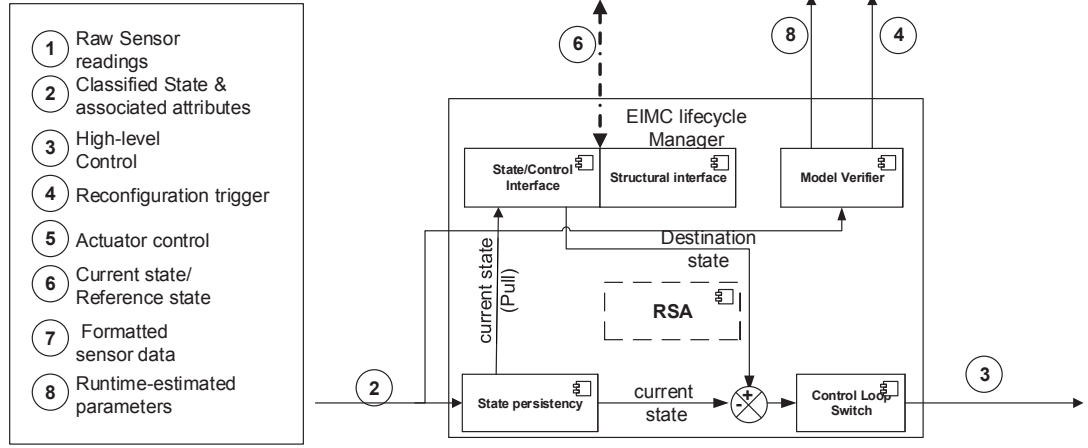 1 Raw Sensor
readings
2 Classified State &
associated attributes
3 High-level
Control
4 Reconfiguration trigger
5 Actuator control
6 Current state/
Reference state
7 Formatted
sensor data
8 Runtime-estimated
parameters
6
8
4
EIMC lifecycle
Manager
State/Control
Interface
Structural interface
Model Verifier
current state
(Pull)
Destination
state
RSA
2
State persistency
current
state
+
-
Control Loop
Switch
3